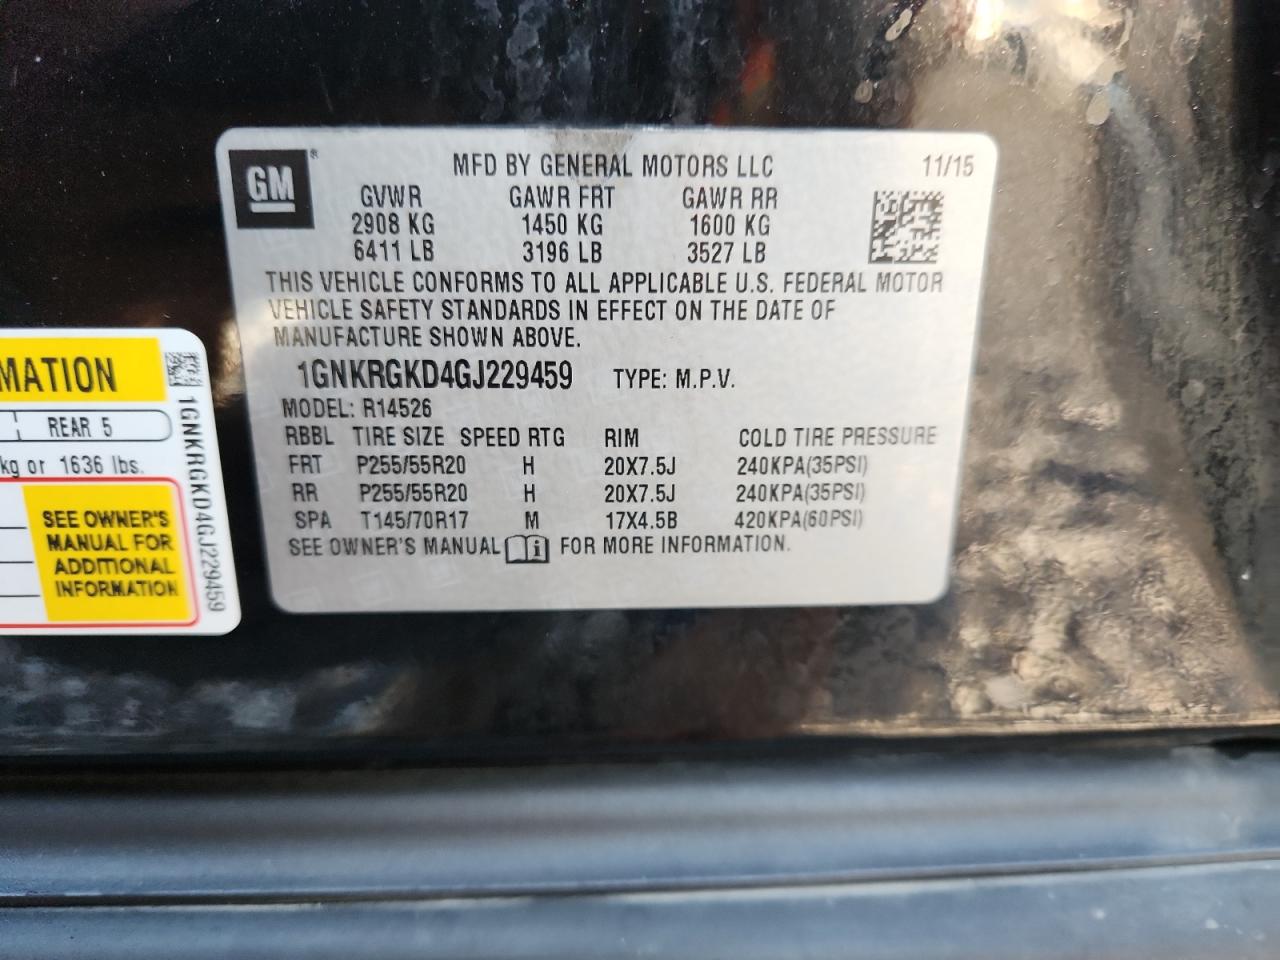 GM®
MFD BY GENERAL MOTORS LLC 11/15
GVWR GAWR FRT GAWR RR
2908 KG 1450 KG 1600 KG
6411 LB 3196 LB 3527 LB
THIS VEHICLE CONFORMS TO ALL APPLICABLE U.S. FEDERAL MOTOR
VEHICLE SAFETY STANDARDS IN EFFECT ON THE DATE OF
MANUFACTURE SHOWN ABOVE.
1GNKRGKD4GJ229459 TYPE: M.P.V.
MODEL: R14526
RBBL TIRE SIZE SPEED RTG RIM COLD TIRE PRESSURE
FRT P255/55R20 H 20X7.5J 240KPA(35PSI)
RR P255/55R20 H 20X7.5J 240KPA(35PSI)
SPA T145/70R17 M 17X4.5B 420KPA(60PSI)
SEE OWNER'S MANUAL i FOR MORE INFORMATION.
MATION
REAR 5
kg or 1636 lbs.
SEE OWNER'S
MANUAL FOR
ADDITIONAL
INFORMATION
1GNKRGKD4GJ229459